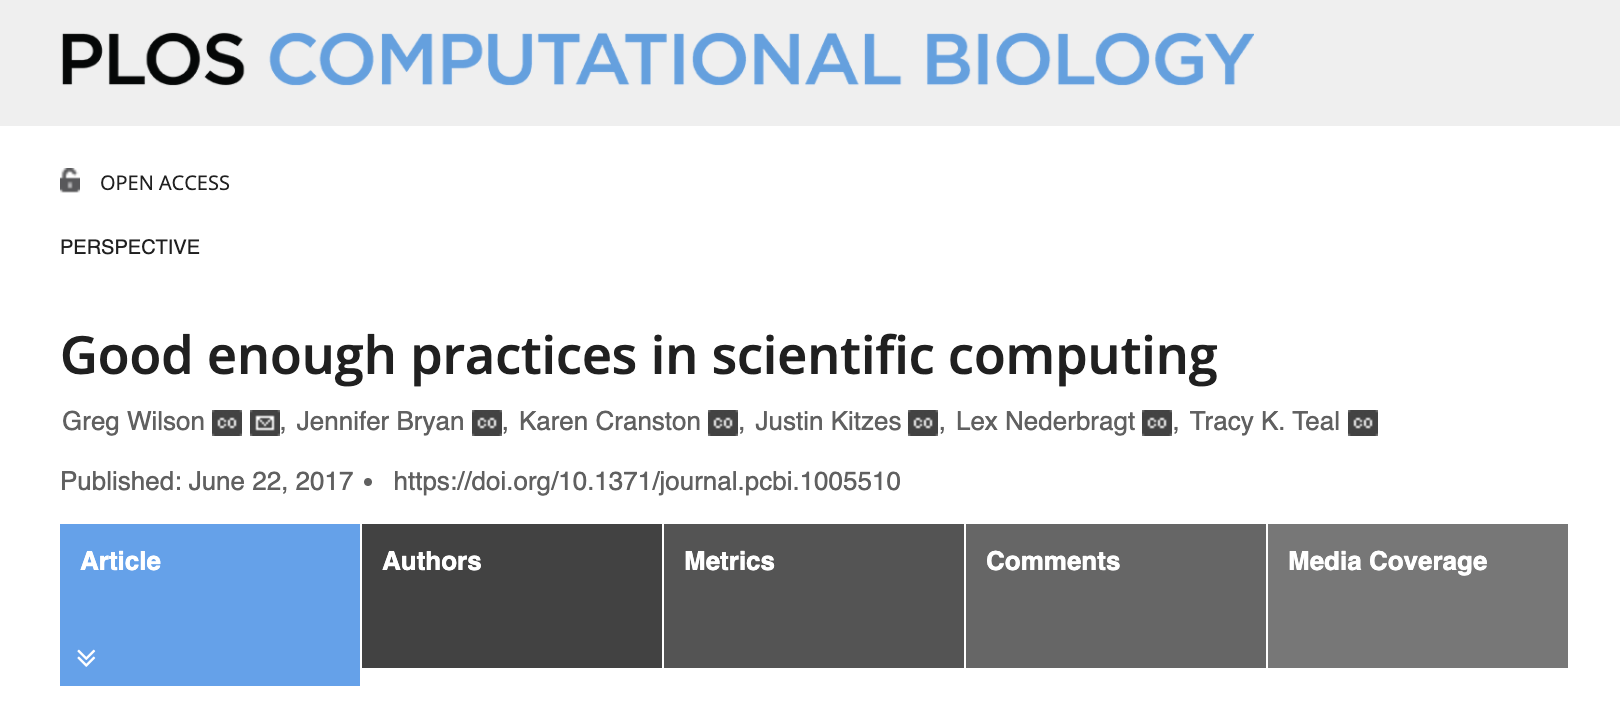 PLOS COMPUTATIONAL BIOLOGY
OPEN ACCESS
PERSPECTIVE
Good enough practices in scientific computing
Greg Wilson co , Jennifer Bryan co , Karen Cranston co , Justin Kitzes co , Lex Nederbragt co , Tracy K. Teal co
Published: June 22, 2017 • https://doi.org/10.1371/journal.pcbi.1005510
Article
Authors
Metrics
Comments
Media Coverage